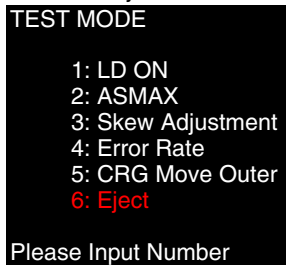 TEST MODE
1: LD ON
2: ASMAX
3: Skew Adjustment
4: Error Rate
5: CRG Move Outer
6: Eject
Please Input Number